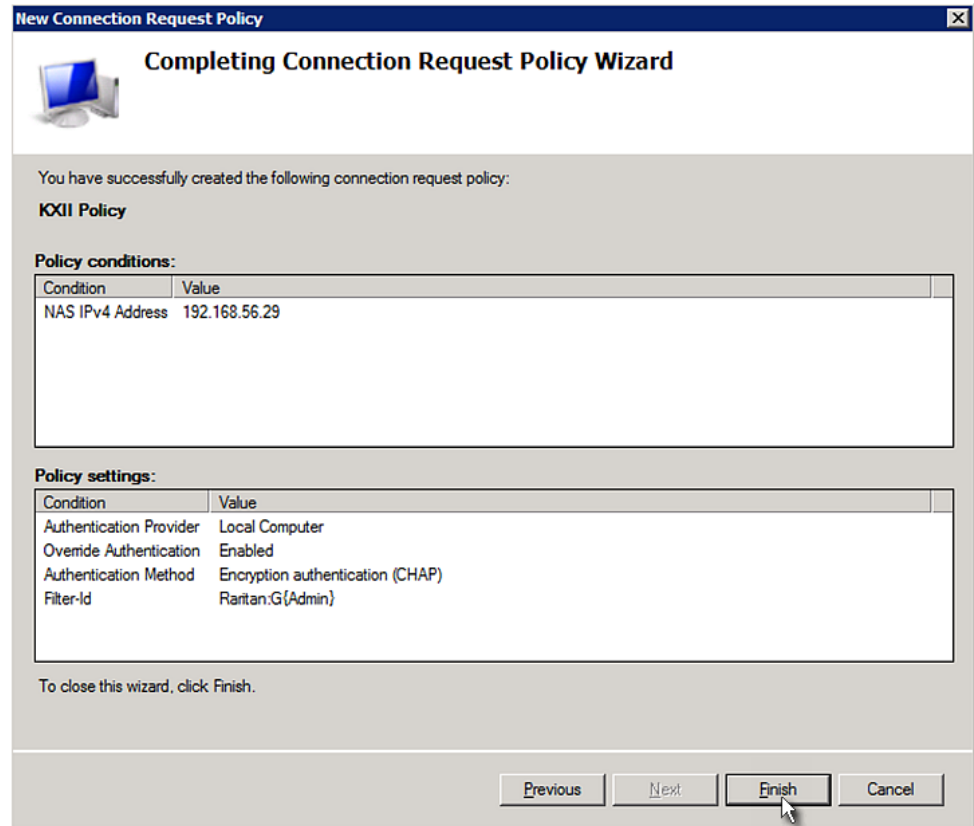 New Connection Request Policy
Completing Connection Request Policy Wizard
You have successfully created the following connection request policy:
KXII Policy
Policy conditions:
Condition Value
NAS IPv4 Address 192.168.56.29
Policy settings:
Condition Value
Authentication Provider Local Computer
Override Authentication Enabled
Authentication Method Encryption authentication (CHAP)
Filter-Id Raritan:G{Admin}
To close this wizard, click Finish.
Previous Next Finish Cancel